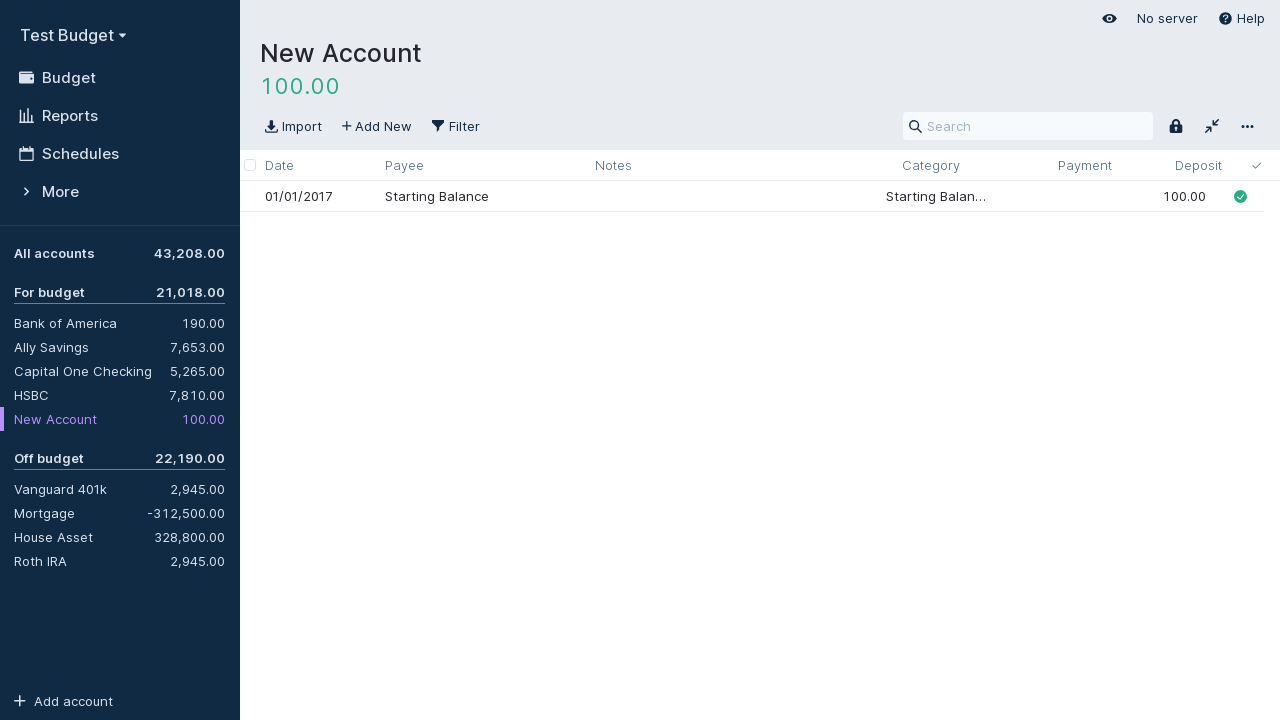 Test Budget
Budget
Reports
Schedules
More
All accounts 43,208.00
For budget 21,018.00
Bank of America 190.00
Ally Savings 7,653.00
Capital One Checking 5,265.00
HSBC 7,810.00
New Account 100.00
Off budget 22,190.00
Vanguard 401k 2,945.00
Mortgage -312,500.00
House Asset 328,800.00
Roth IRA 2,945.00
Add account
No server Help
New Account
100.00
Import Add New Filter Search
Date Payee Notes Category Payment Deposit
01/01/2017 Starting Balance Starting Balan… 100.00